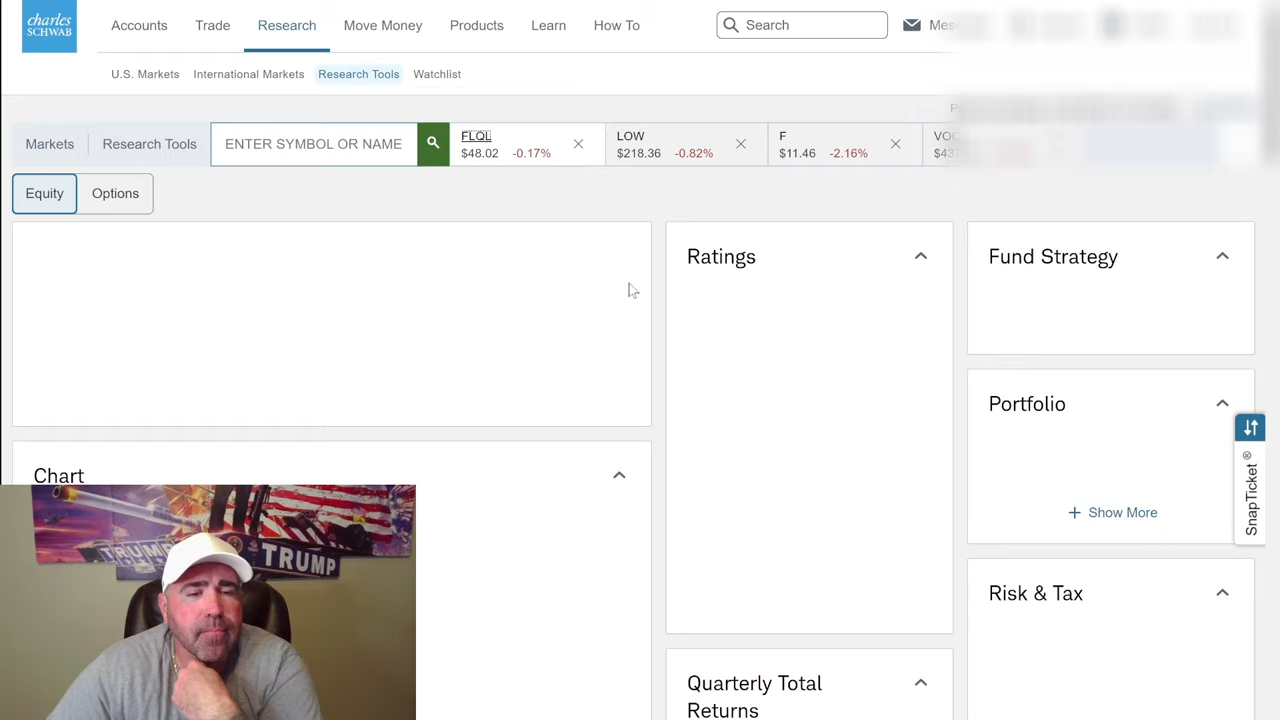 charles
SCHWAB
Accounts
Trade
Research
Move Money
Products
Learn
How To
Search
U.S. Markets
International Markets
Research Tools
Watchlist
Markets
Research Tools
ENTER SYMBOL OR NAME
FLQL
$48.02 -0.17%
LOW
$218.36 -0.82%
F
$11.46 -2.16%
Equity
Options
Ratings
Fund Strategy
Portfolio
+ Show More
SnapTicket ®
Chart
Risk & Tax
Quarterly Total
Returns
TRUMP
TRUMP